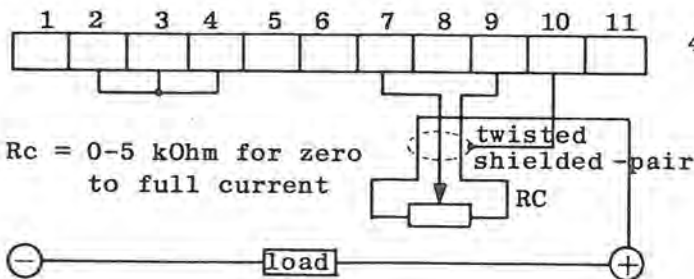 1 2 3 4 5 6 7 8 9 10 11
4
Rc = 0-5 kOhm for zero
to full current
twisted
shielded-pair
RC
load